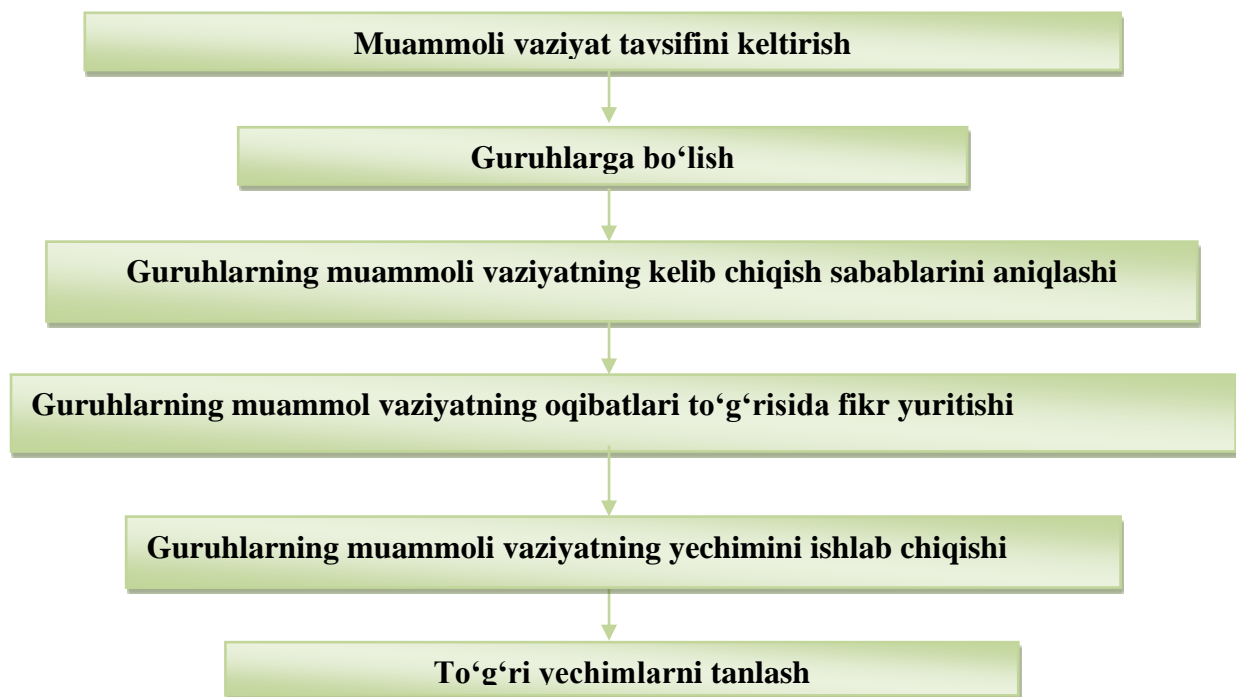 Muammoli vaziyat tavsifini keltirish
Guruhlarga bo‘lish
Guruhlarning muammoli vaziyatning kelib chiqish sabablarini aniqlashi
Guruhlarning muammol vaziyatning oqibatlari to‘g‘risida fikr yuritishi
Guruhlarning muammoli vaziyatning yechimini ishlab chiqishi
To‘g‘ri yechimlarni tanlash